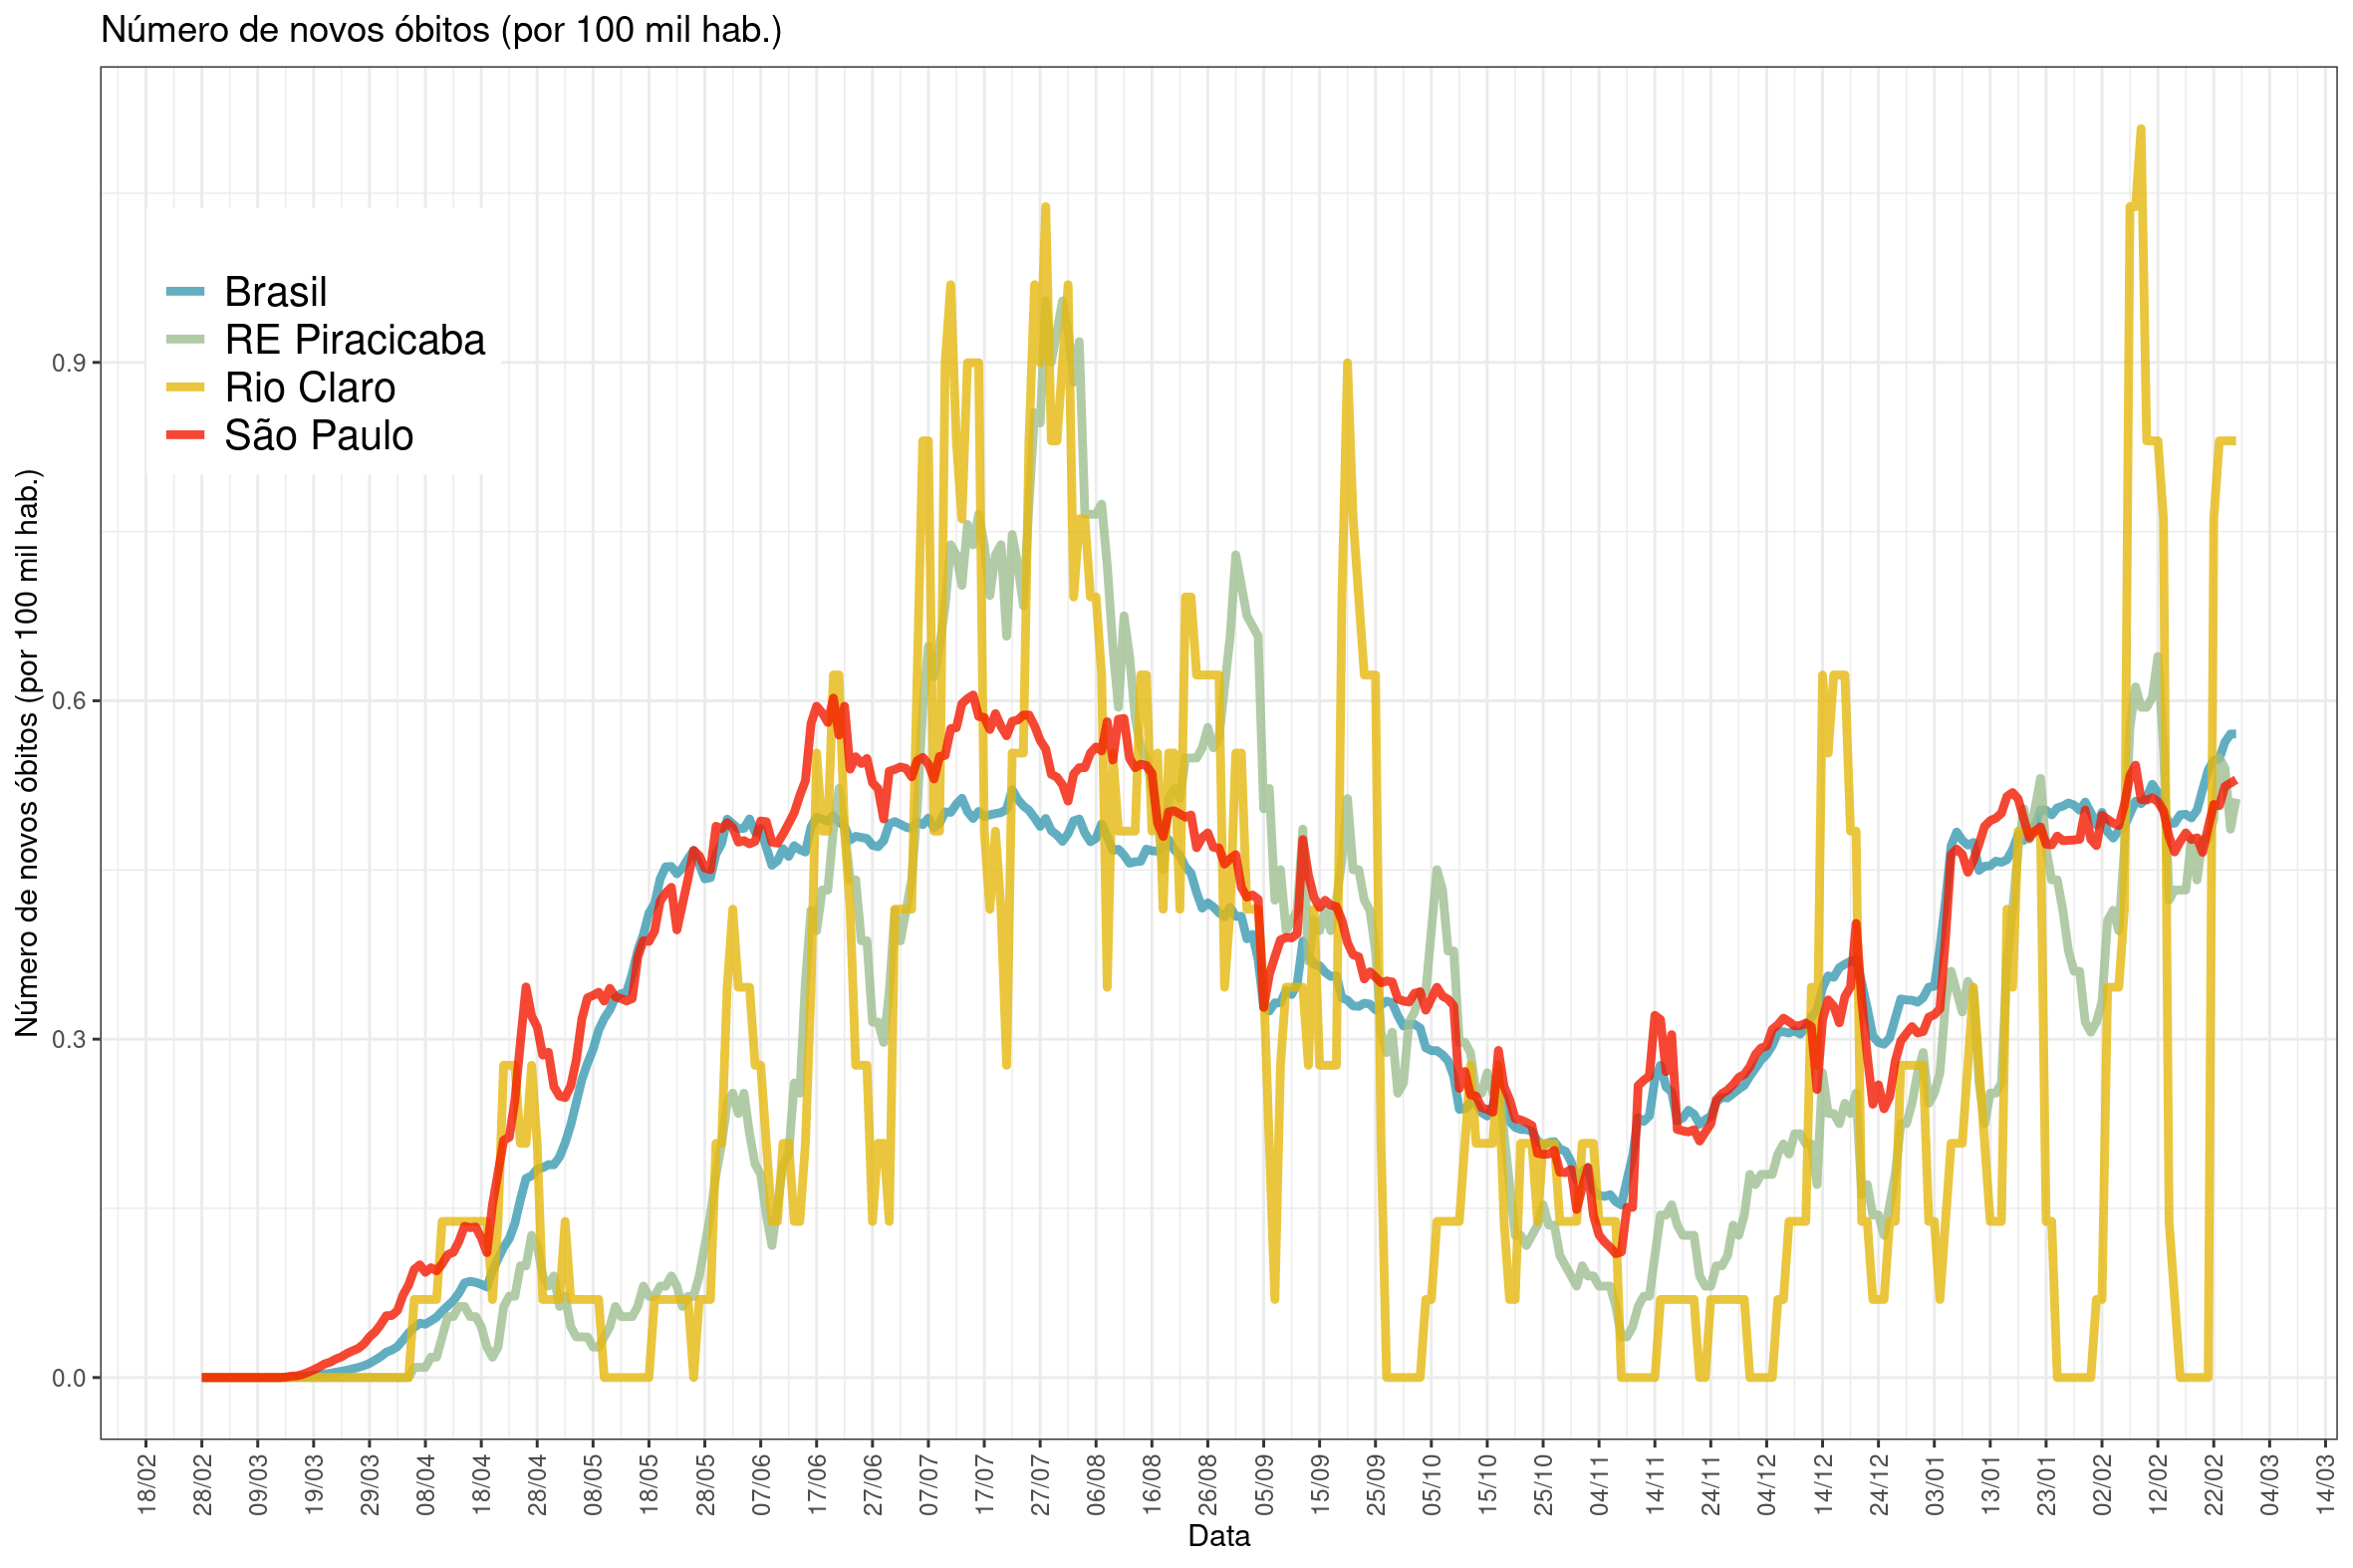 Número de novos óbitos (por 100 mil hab.)
Brasil
RE Piracicaba
Rio Claro
São Paulo
Número de novos óbitos (por 100 mil hab.)
0.9
0.6
0.3
0.0
18/02 28/02 09/03 19/03 29/03 08/04 18/04 28/04 08/05 18/05 28/05 07/06 17/06 27/06 07/07 17/07 27/07 06/08 16/08 26/08 05/09 15/09 25/09 05/10 15/10 25/10 04/11 14/11 24/11 04/12 14/12 24/12 03/01 13/01 23/01 02/02 12/02 22/02 04/03 14/03
Data